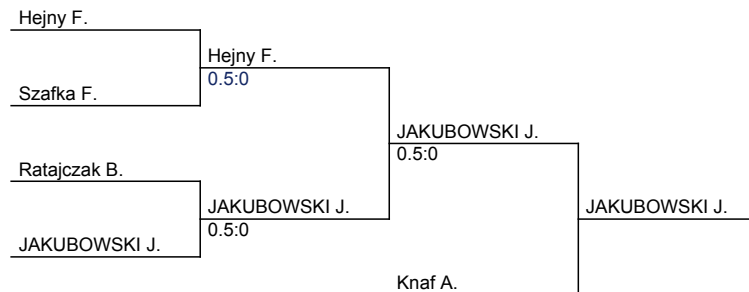 Hejny F.
Hejny F.
0.5:0
Szafka F.
JAKUBOWSKI J.
0.5:0
Ratajczak B.
JAKUBOWSKI J.
0.5:0
JAKUBOWSKI J.
JAKUBOWSKI J.
Knaf A.